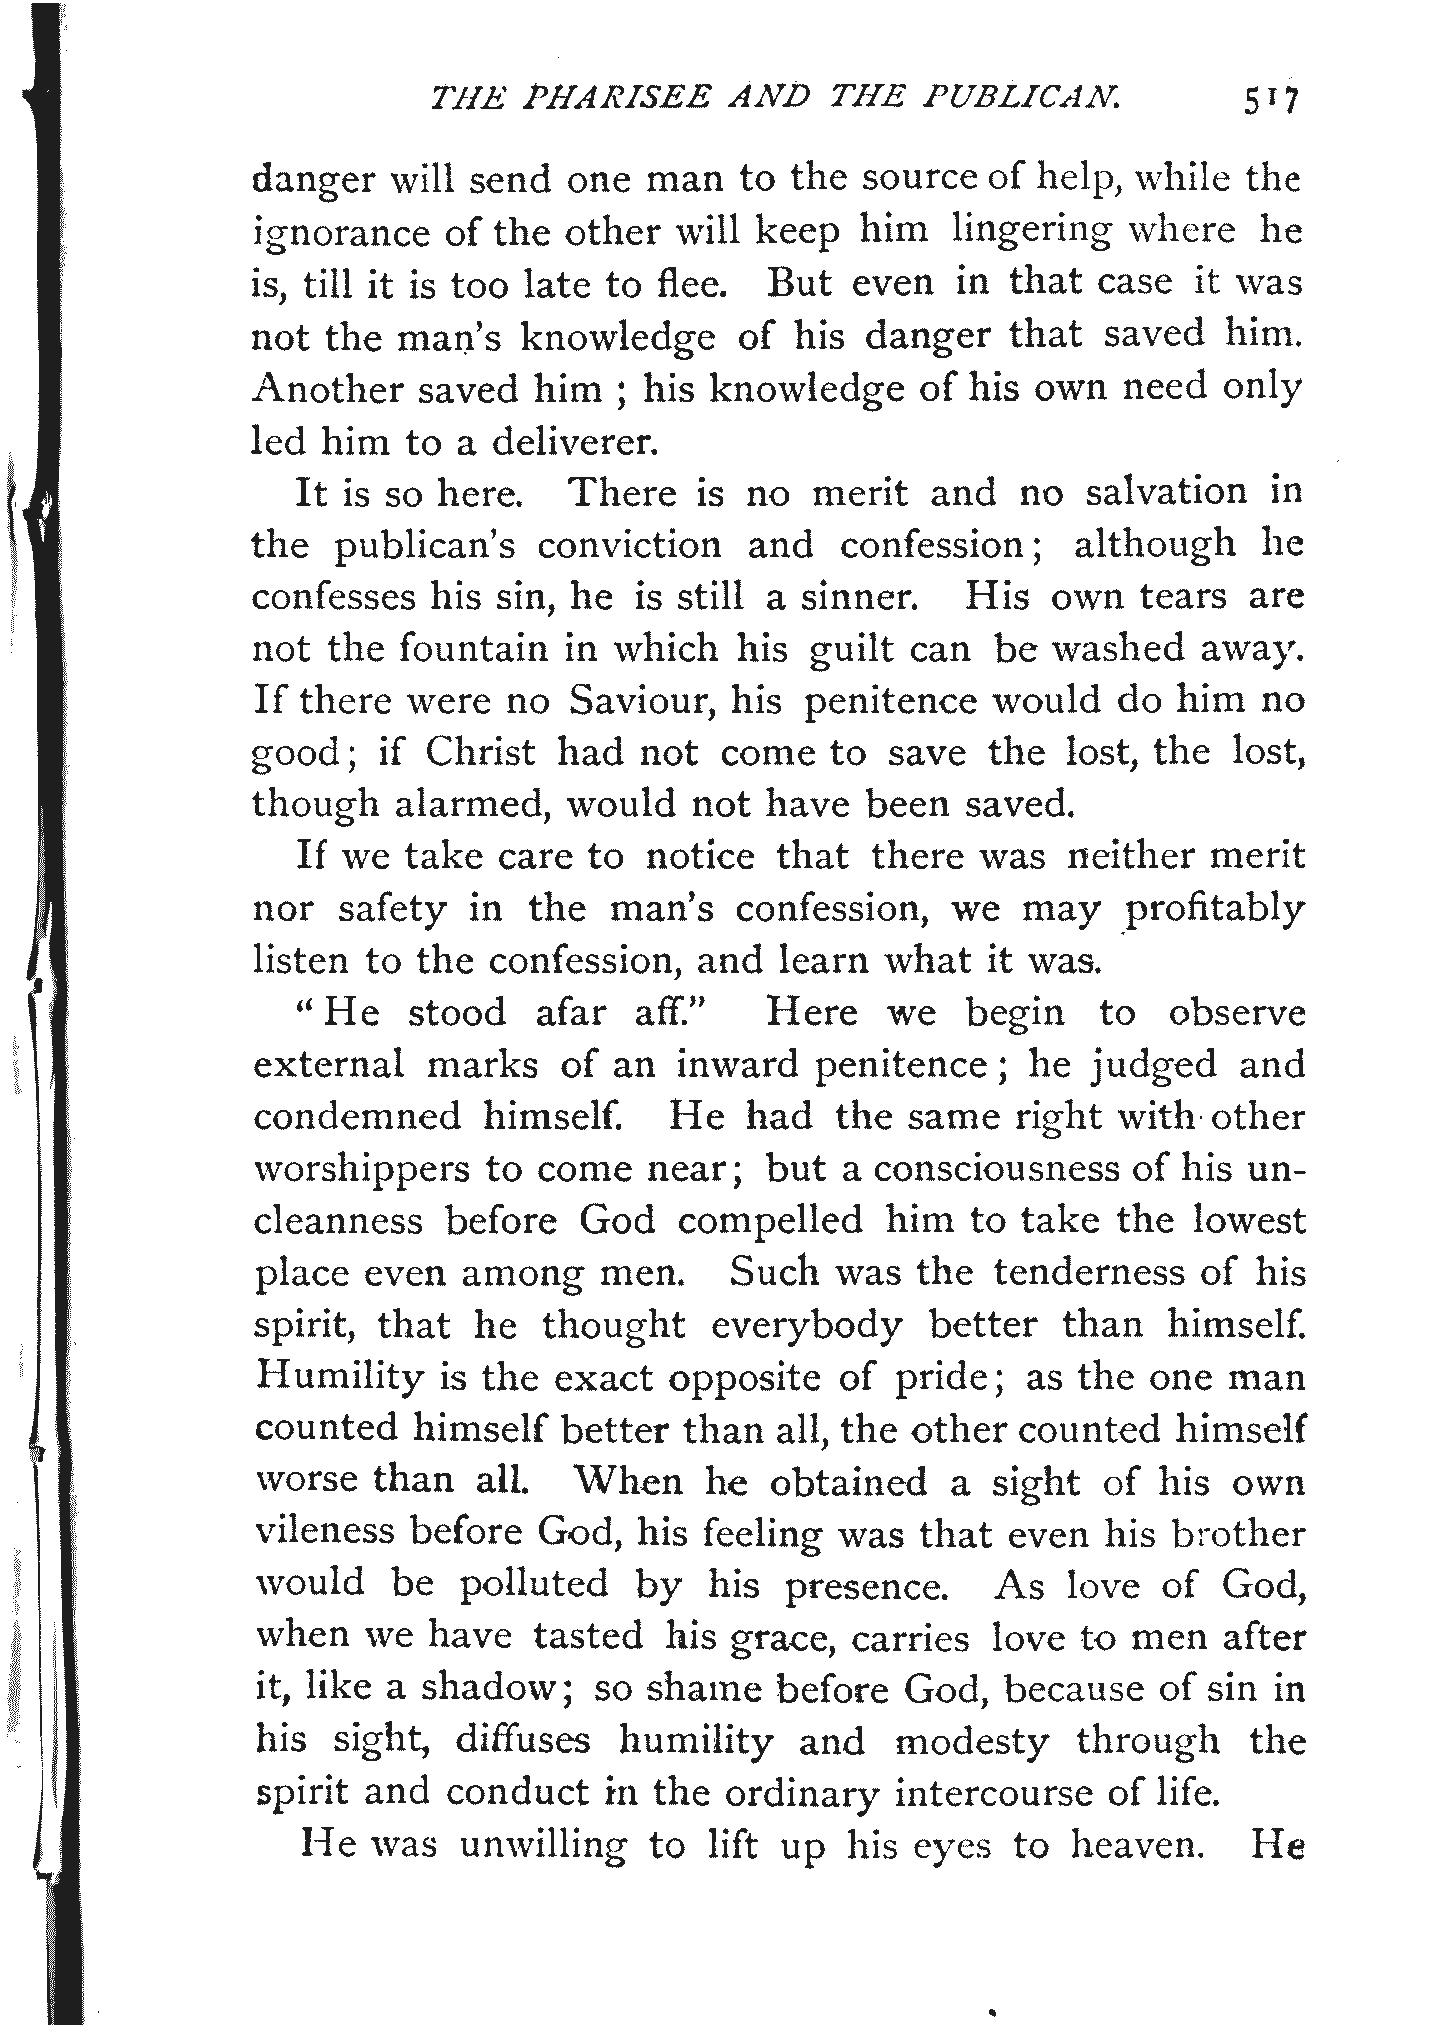 THE PHARISEE AND THE PUBLICAN. 517
danger will send one man to the source of help, while the
ignorance of the other will keep him lingering where he
is, till it is too late to flee. But even in that case it was
not the man's knowledge of his danger that saved him.
Another saved him ; his knowledge of his own need only
led him to a deliverer.
It is so here. There is no merit and no salvation in
the publican's conviction and confession; although he
confesses his sin, he is still a sinner. His own tears are
not the fountain in which his guilt can be washed away.
If there were no Saviour, his penitence would do him no
good; if Christ had not come to save the lost, the lost,
though alarmed, would not have been saved.
If we take care to notice that there was neither merit
nor safety in the man's confession, we may profitably
listen to the confession, and learn what it was.
"He stood afar aff." Here we begin to observe
external marks of an inward penitence; he judged and
condemned himself. He had the same right with other
worshippers to come near; but a consciousness of his un-
cleanness before God compelled him to take the lowest
place even among men. Such was the tenderness of his
spirit, that he thought everybody better than himself.
Humility is the exact opposite of pride; as the one man
counted himself better than all, the other counted himself
worse than all. When he obtained a sight of his own
vileness before God, his feeling was that even his brother
would be polluted by his presence. As love of God,
when we have tasted his grace, carries love to men after
it, like a shadow; so shame before God, because of sin in
his sight, diffuses humility and modesty through the
spirit and conduct in the ordinary intercourse of life.
He was unwilling to lift up his eyes to heaven. He